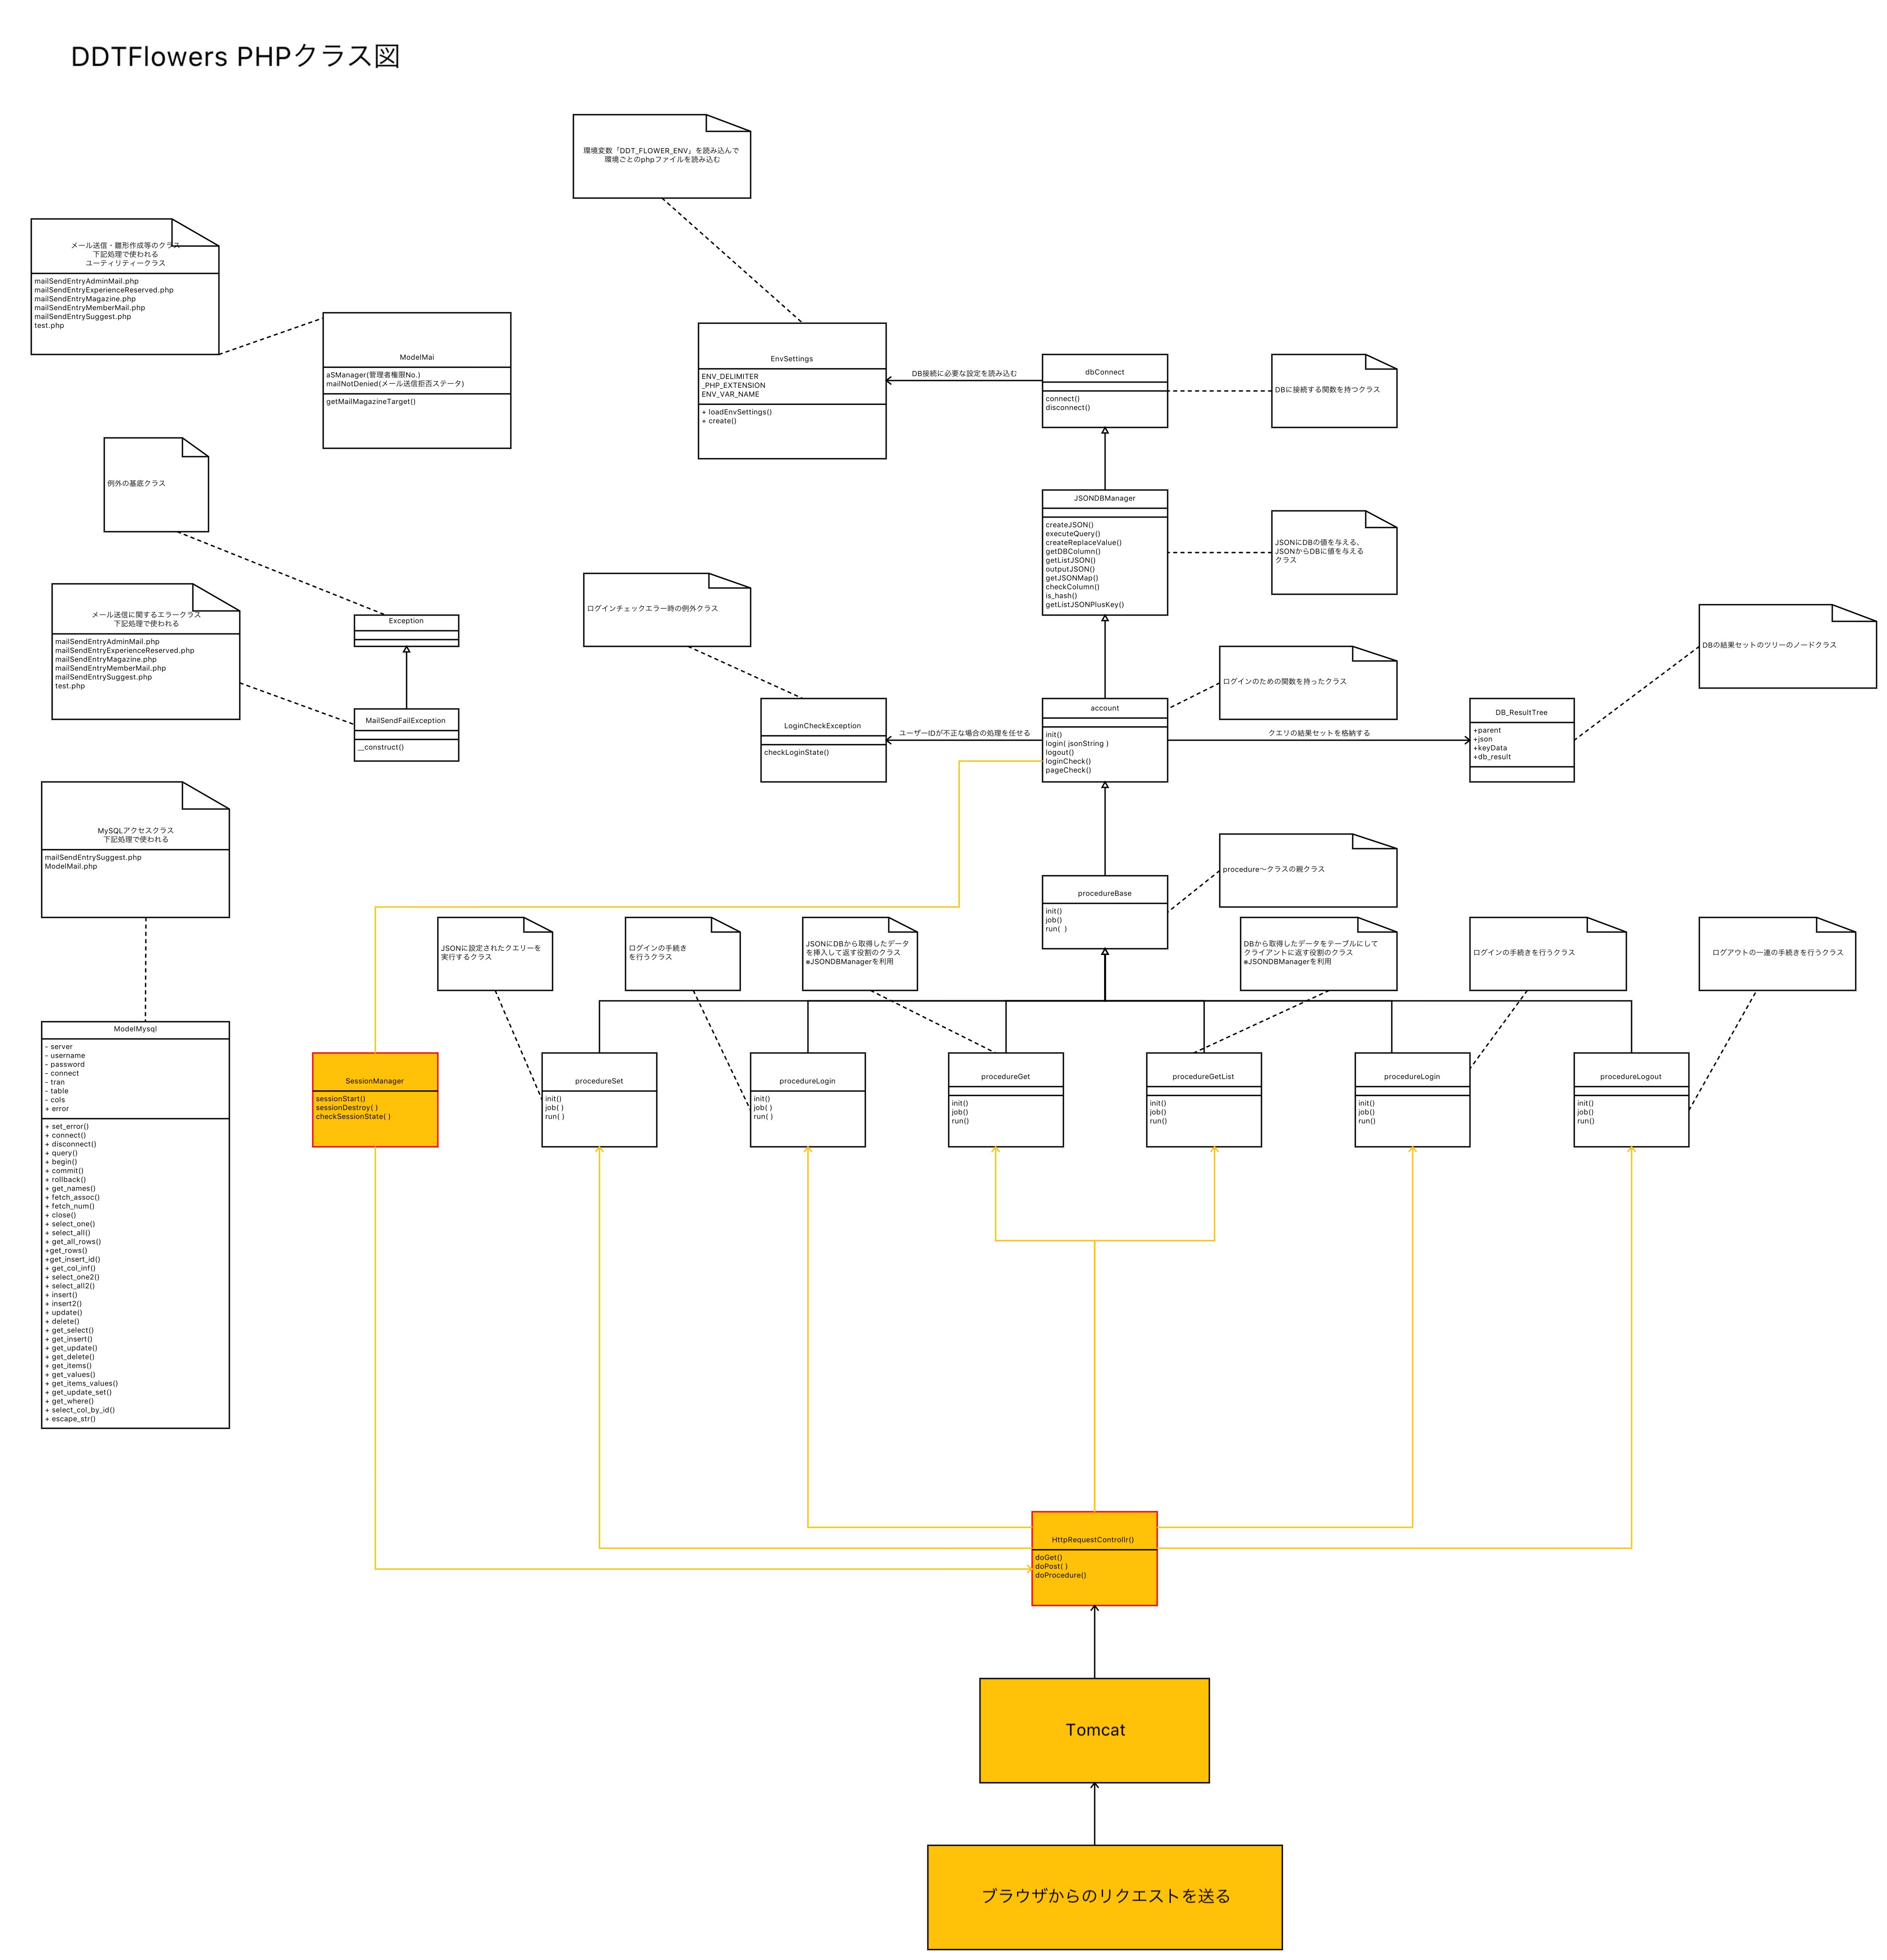 DDTFlowers PHPクラス図
環境変数「DDT_FLOWER_ENV」を読み込んで
環境ごとのphpファイルを読み込む
メール送信・雛形作成等のクラス
下記処理で使われる
ユーティリティークラス
mailSendEntryAdminMail.php
mailSendEntryExperienceReserved.php
mailSendEntryMagazine.php
mailSendEntryMemberMail.php
mailSendEntrySuggest.php
test.php
ModelMai
aSManager(管理者権限No.)
mailNotDenied(メール送信拒否ステータ)
getMailMagazineTarget()
EnvSettings
ENV_DELIMITER
_PHP_EXTENSION
ENV_VAR_NAME
+ loadEnvSettings()
+ create()
DB接続に必要な設定を読み込む
dbConnect
connect()
disconnect()
DBに接続する関数を持つクラス
例外の基底クラス
JSONDBManager
createJSON()
executeQuery()
createReplaceValue()
getDBColumn()
getListJSON()
outputJSON()
getJSONMap()
checkColumn()
is_hash()
getListJSONPlusKey()
JSONにDBの値を与える、
JSONからDBに値を与える
クラス
メール送信に関するエラークラス
下記処理で使われる
mailSendEntryAdminMail.php
mailSendEntryExperienceReserved.php
mailSendEntryMagazine.php
mailSendEntryMemberMail.php
mailSendEntrySuggest.php
test.php
Exception
MailSendFailException
__construct()
ログインチェックエラー時の例外クラス
LoginCheckException
checkLoginState()
ユーザーIDが不正な場合の処理を任せる
account
init()
login( jsonString )
logout()
loginCheck()
pageCheck()
ログインのための関数を持ったクラス
クエリの結果セットを格納する
DB_ResultTree
+parent
+json
+keyData
+db_result
DBの結果セットのツリーのノードクラス
MySQLアクセスクラス
下記処理で使われる
mailSendEntrySuggest.php
ModelMail.php
procedureBase
init()
job()
run( )
procedure～クラスの親クラス
JSONに設定されたクエリーを
実行するクラス
ログインの手続き
を行うクラス
JSONにDBから取得したデータ
を挿入して返す役割のクラス
※JSONDBManagerを利用
DBから取得したデータをテーブルにして
クライアントに返す役割のクラス
※JSONDBManagerを利用
ログインの手続きを行うクラス
ログアウトの一連の手続きを行うクラス
ModelMysql
- server
- username
- password
- connect
- tran
- table
- cols
+ error
+ set_error()
+ connect()
+ disconnect()
+ query()
+ begin()
+ commit()
+ rollback()
+ get_names()
+ fetch_assoc()
+ fetch_num()
+ close()
+ select_one()
+ select_all()
+ get_all_rows()
+get_rows()
+get_insert_id()
+ get_col_inf()
+ select_one2()
+ select_all2()
+ insert()
+ insert2()
+ update()
+ delete()
+ get_select()
+ get_insert()
+ get_update()
+ get_delete()
+ get_items()
+ get_values()
+ get_items_values()
+ get_update_set()
+ get_where()
+ select_col_by_id()
+ escape_str()
SessionManager
sessionStart()
sessionDestroy( )
checkSessionState( )
procedureSet
init()
job( )
run( )
procedureLogin
init()
job( )
run( )
procedureGet
init()
job()
run()
procedureGetList
init()
job()
run()
procedureLogin
init()
job()
run()
procedureLogout
init()
job()
run()
HttpRequestControllr()
doGet()
doPost( )
doProcedure()
Tomcat
ブラウザからのリクエストを送る